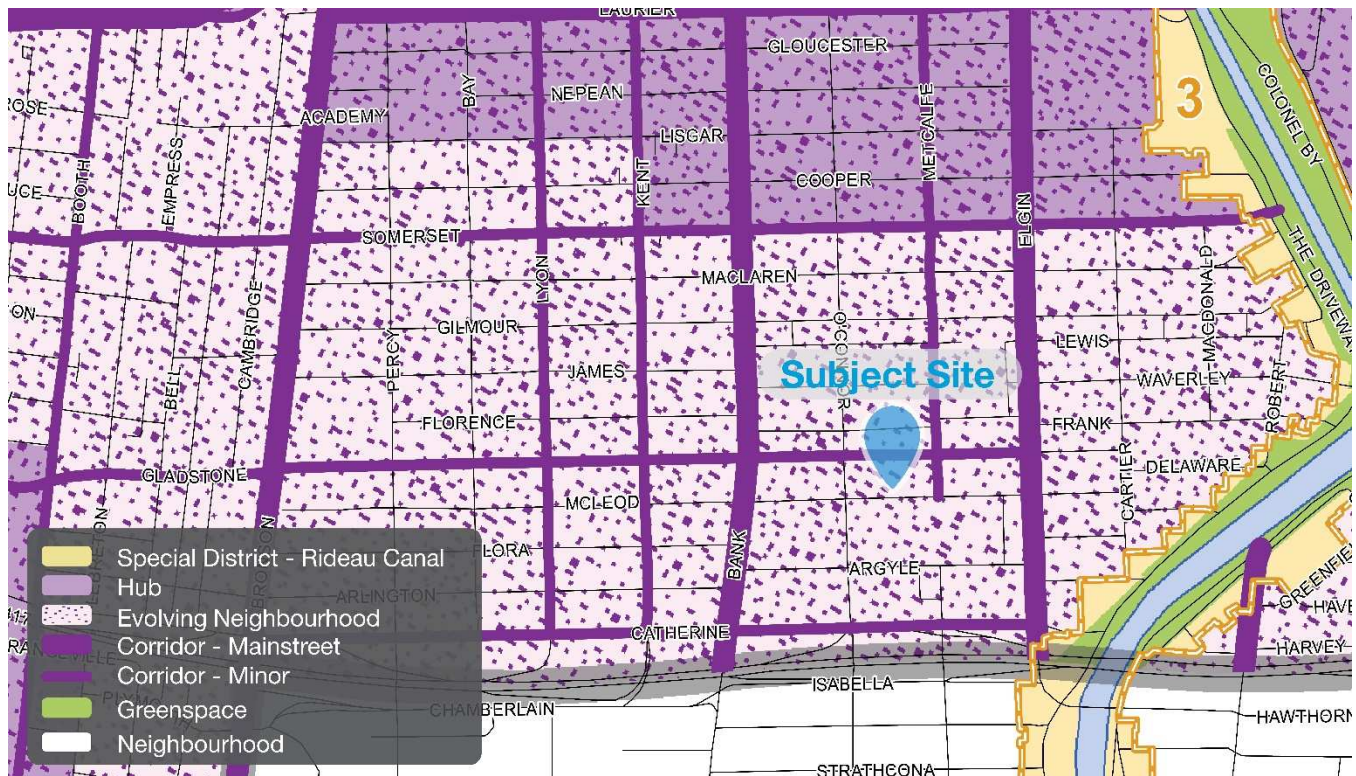 LAURIER
GLOUCESTER
COLONEL BY
BAY
NEPEAN
METCALFE
3
ROSE
ACADEMY
LISGAR
BOOTH
EMPRESS
KENT
UCE
COOPER
ELGIN
SOMERSET
LYON
MACLAREN
MACDONALD
THE DRIVEWAY
CAMBRIDGE
ON
GILMOUR
PERCY
O'CONNOR
LEWIS
BELL
JAMES
Subject Site
WAVERLEY
ROBERT
FLORENCE
FRANK
GLADSTONE
DELAWARE
CARTIER
MCLEOD
BRONSON
FLORA
BANK
ARGYLE
ARLINGTON
GREENFIE
HAVE
CATHERINE
HARVEY
ISABELLA
CHAMBERLAIN
HAWTHORN
STRATHCONA
Special District - Rideau Canal
Hub
Evolving Neighbourhood
Corridor - Mainstreet
Corridor - Minor
Greenspace
Neighbourhood